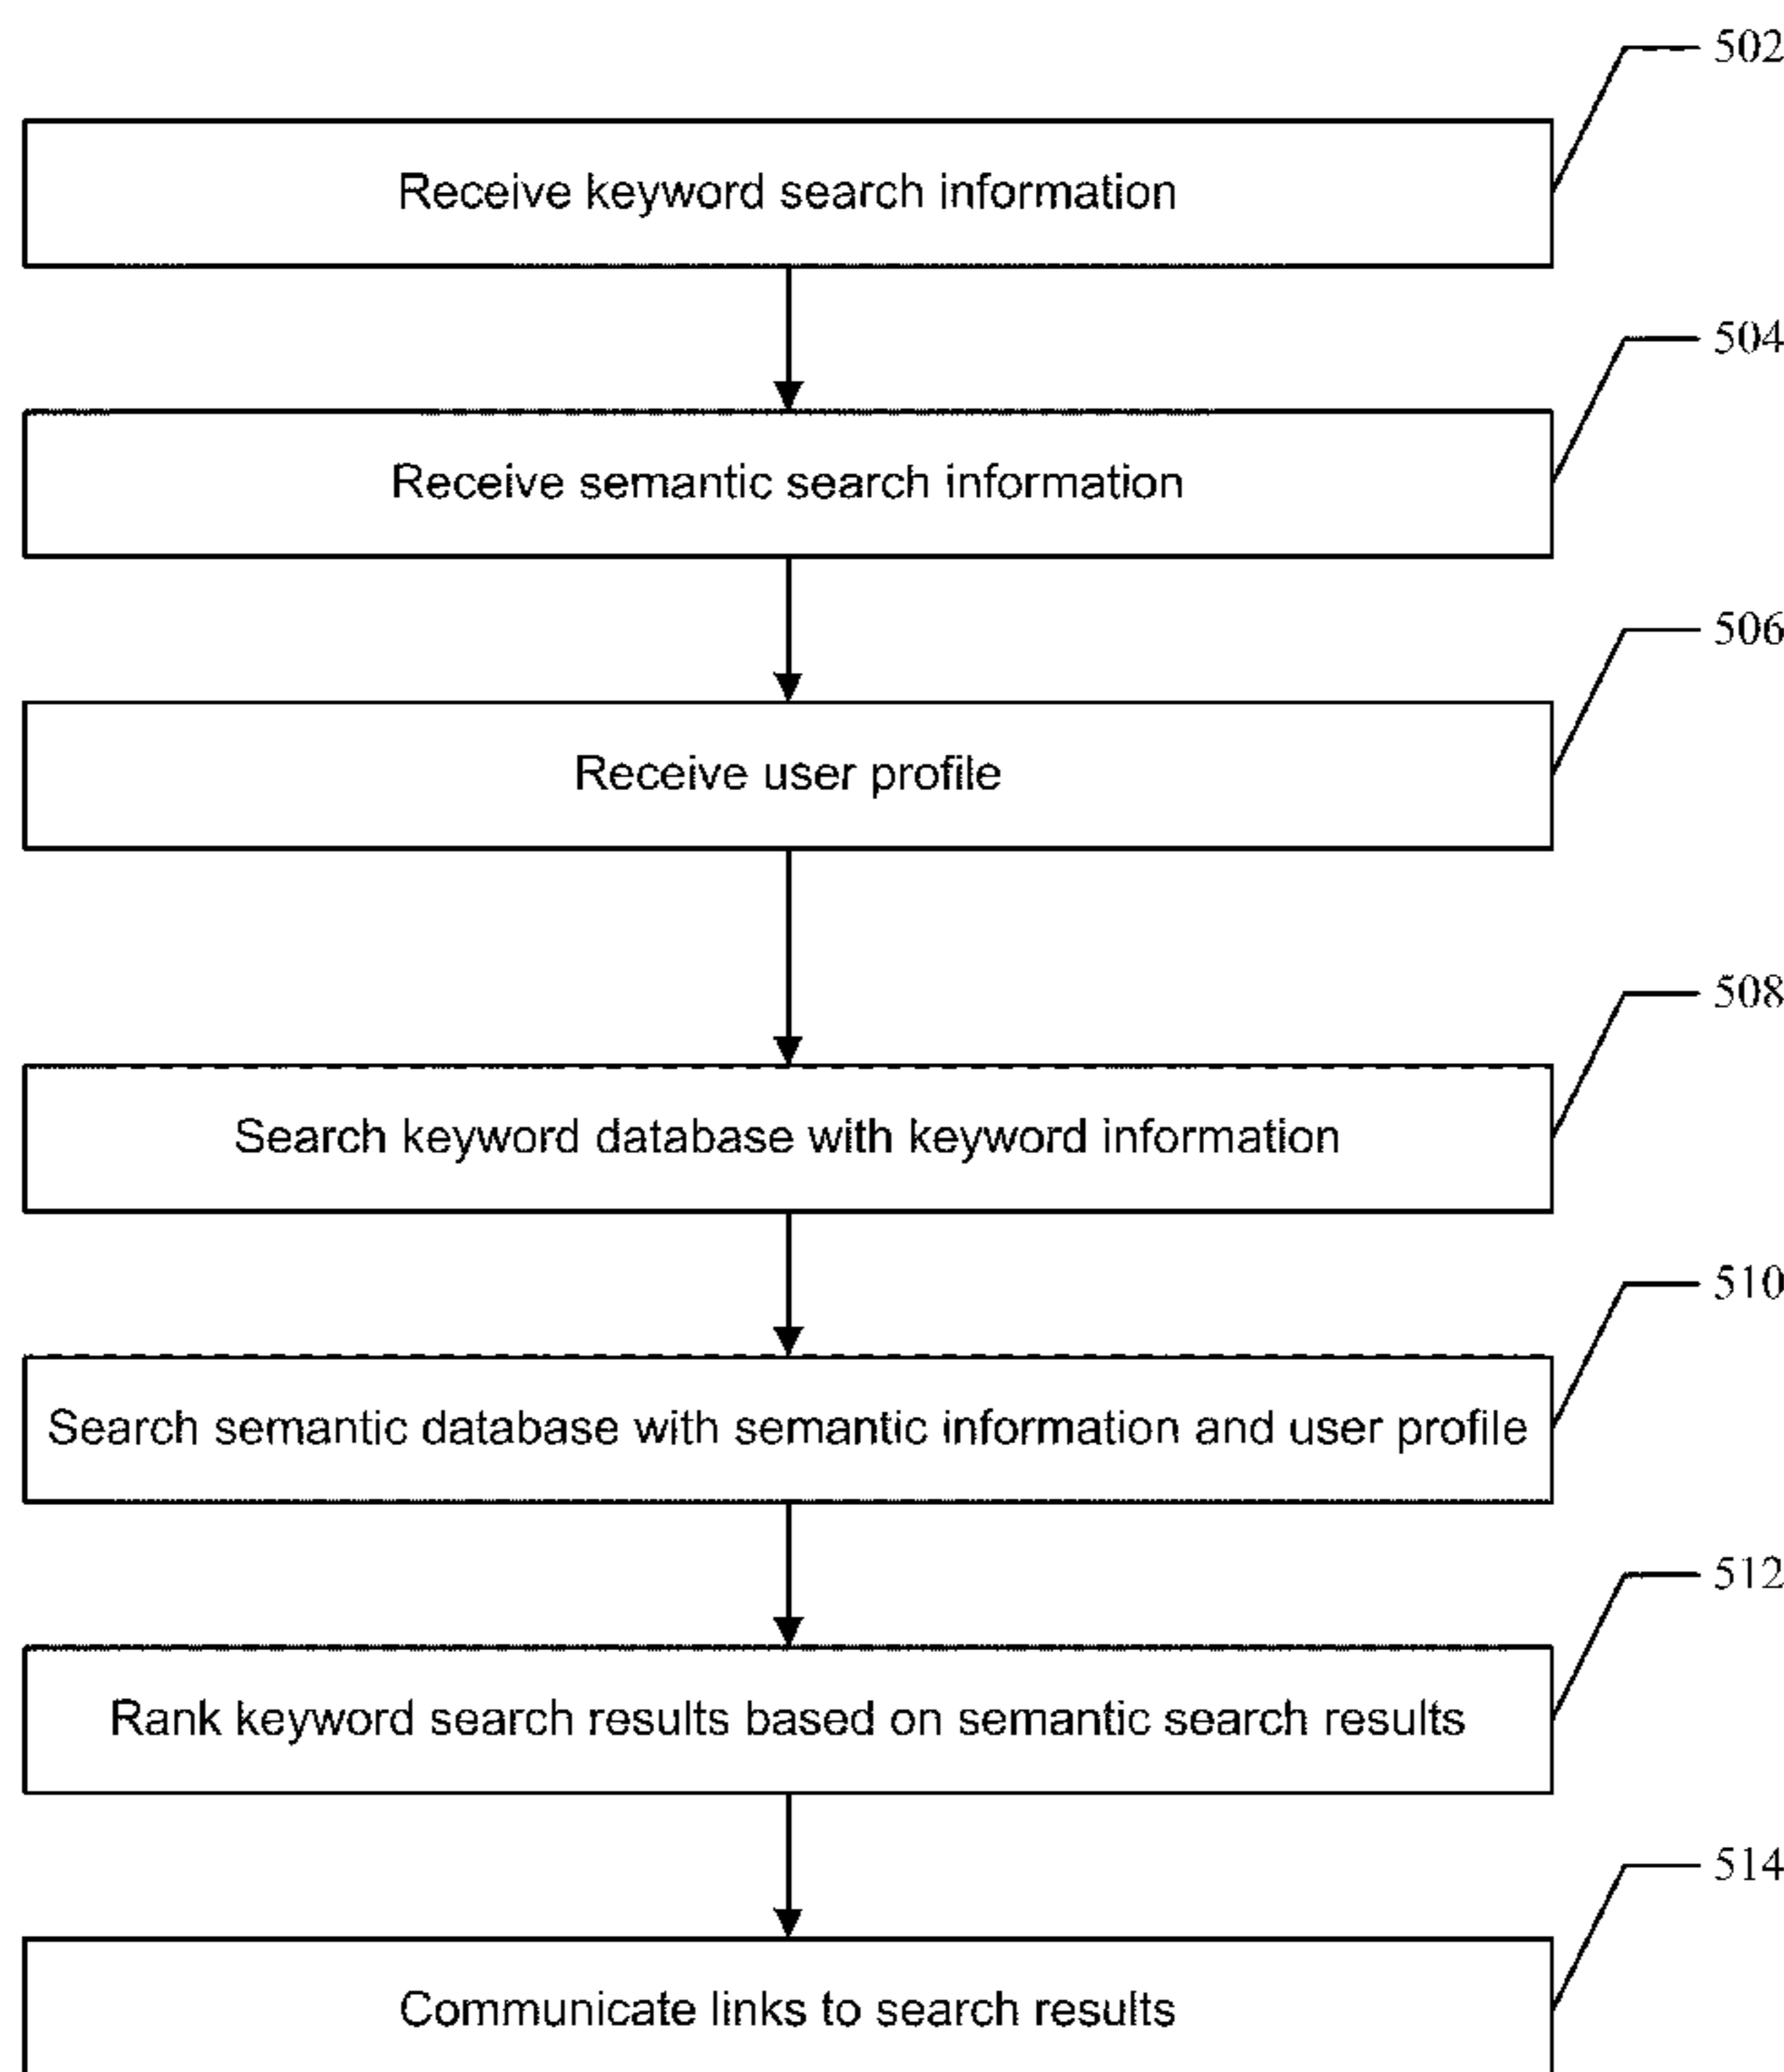 502
Receive keyword search information
504
Receive semantic search information
506
Receive user profile
508
Search keyword database with keyword information
510
Search semantic database with semantic information and user profile
512
Rank keyword search results based on semantic search results
514
Communicate links to search results